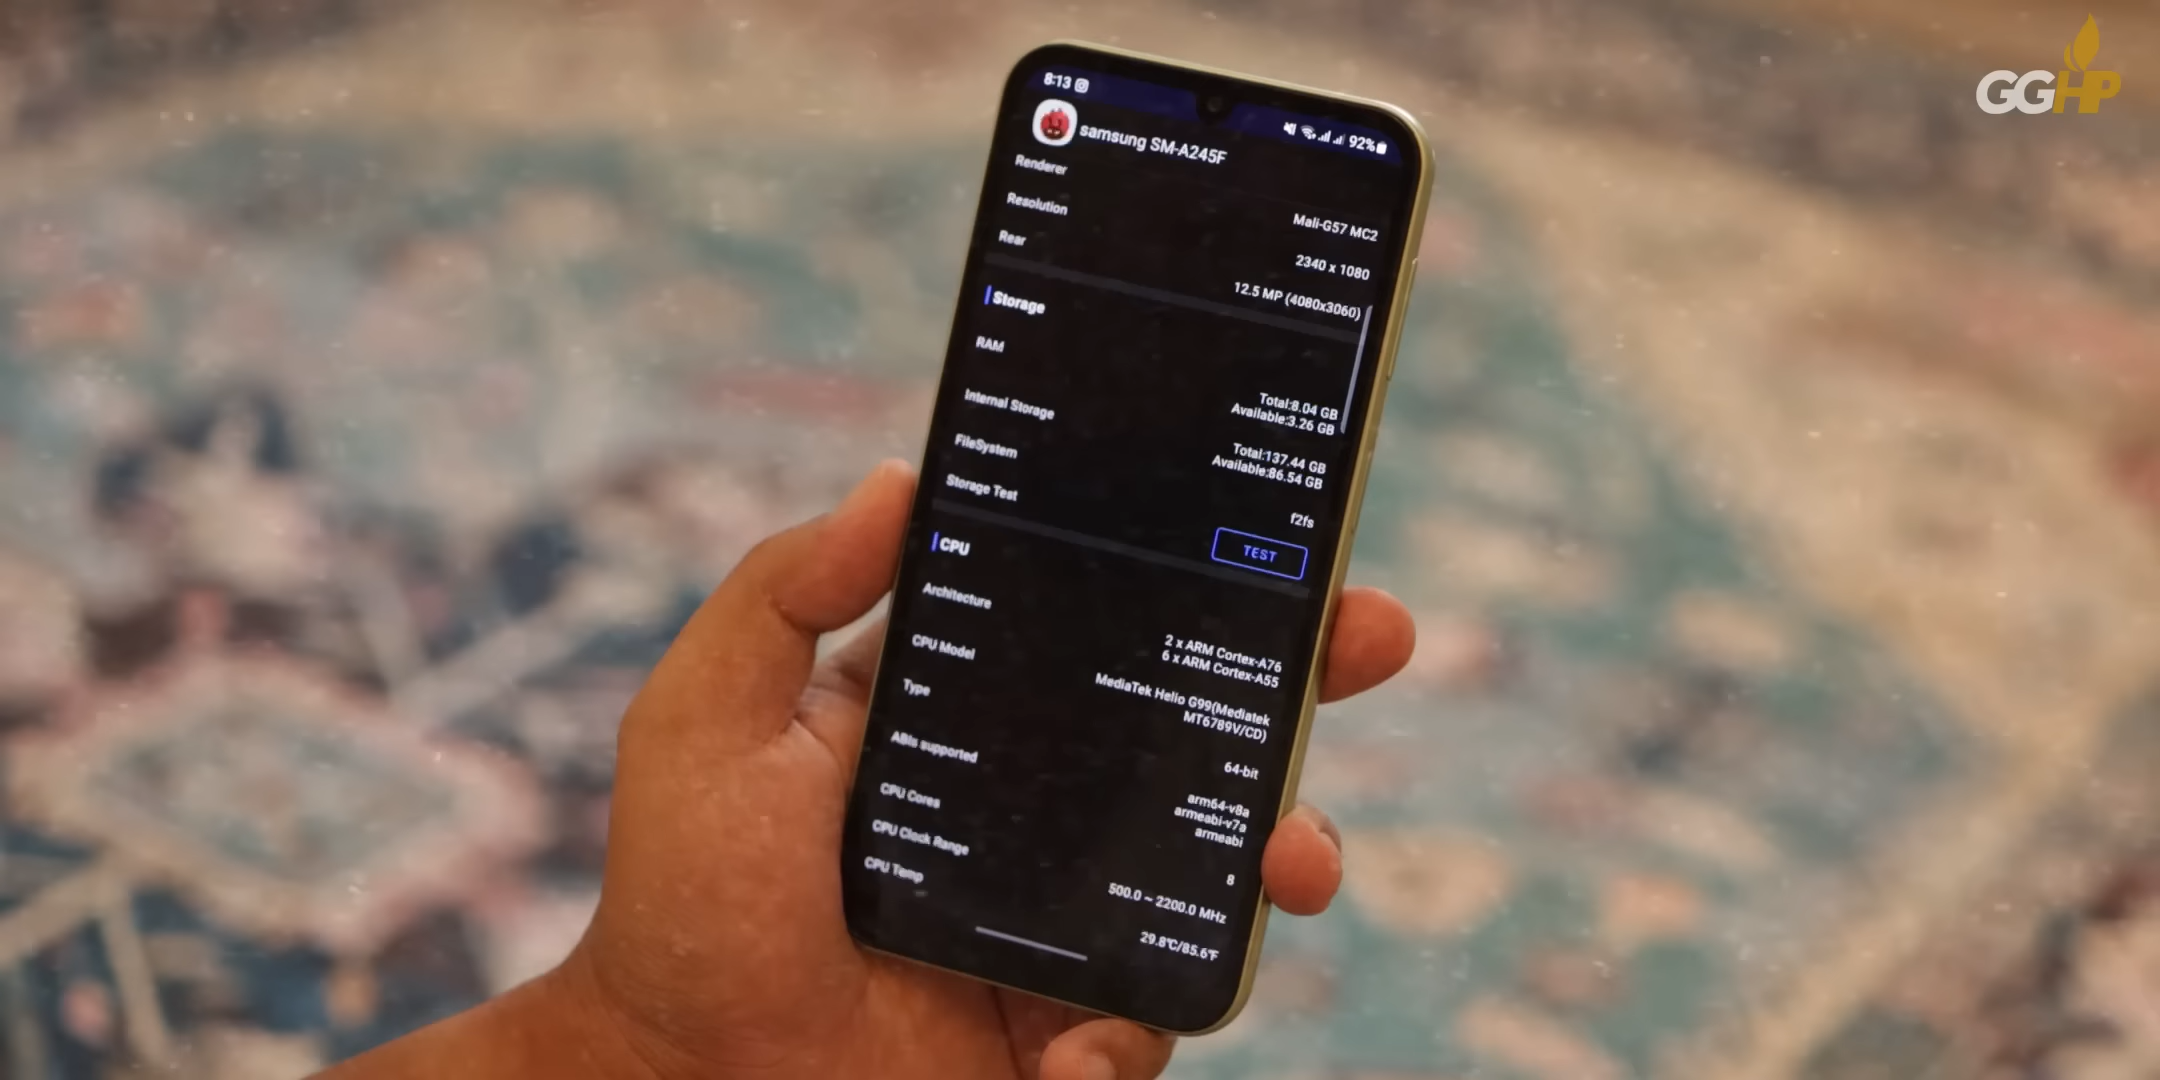 GGHP
8:13
92%
samsung SM-A245F
Renderer
Mali-G57 MC2
Resolution
2340 x 1080
Rear
12.5 MP (4080x3060)
Storage
RAM
Total:8.04 GB
Available:3.26 GB
Internal Storage
Total:137.44 GB
Available:86.54 GB
FileSystem
f2fs
Storage Test
TEST
CPU
Architecture
2 x ARM Cortex-A76
6 x ARM Cortex-A55
CPU Model
MediaTek Helio G99(Mediatek
MT6789V/CD)
Type
64-bit
ABIs supported
arm64-v8a
armeabi-v7a
armeabi
CPU Cores
8
CPU Clock Range
500.0 ~ 2200.0 MHz
CPU Temp
29.8℃/85.6℉